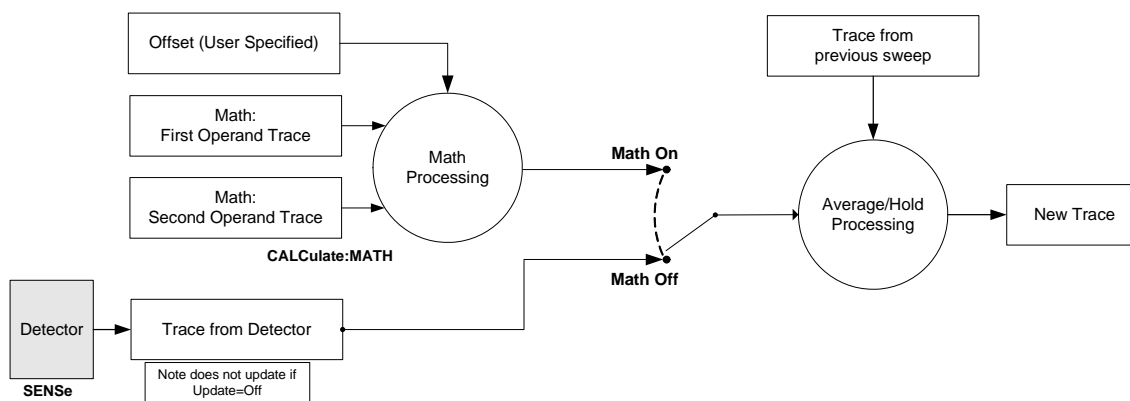 Offset (User Specified)
Math:
First Operand Trace
Math:
Second Operand Trace
CALCulate:MATH
Math
Processing
Math On
Math Off
Trace from
previous sweep
Average/Hold
Processing
New Trace
Detector
SENSe
Trace from Detector
Note does not update if
Update=Off